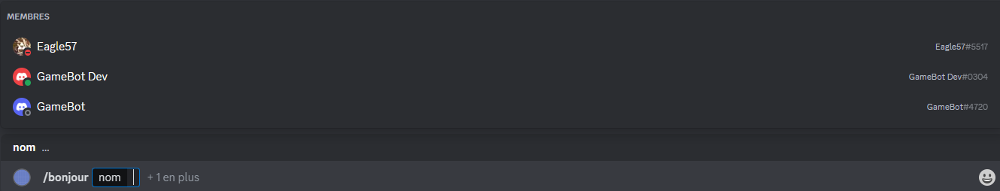 MEMBRES
Eagle57 Eagle57#5517
GameBot Dev GameBot Dev#0304
GameBot GameBot#4720
nom ...
/bonjour nom + 1 en plus